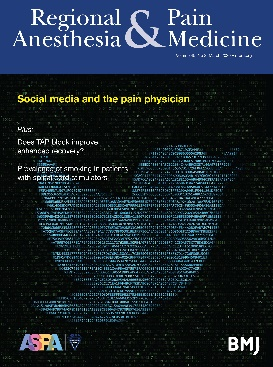 Regional & Pain
Anesthesia & Medicine
Social media and the pain physician
Plus:
Does TAP block improve
enhanced recovery?
Prevalence of smoking in patients
with spinal cord stimulators
ASRA
BMJ